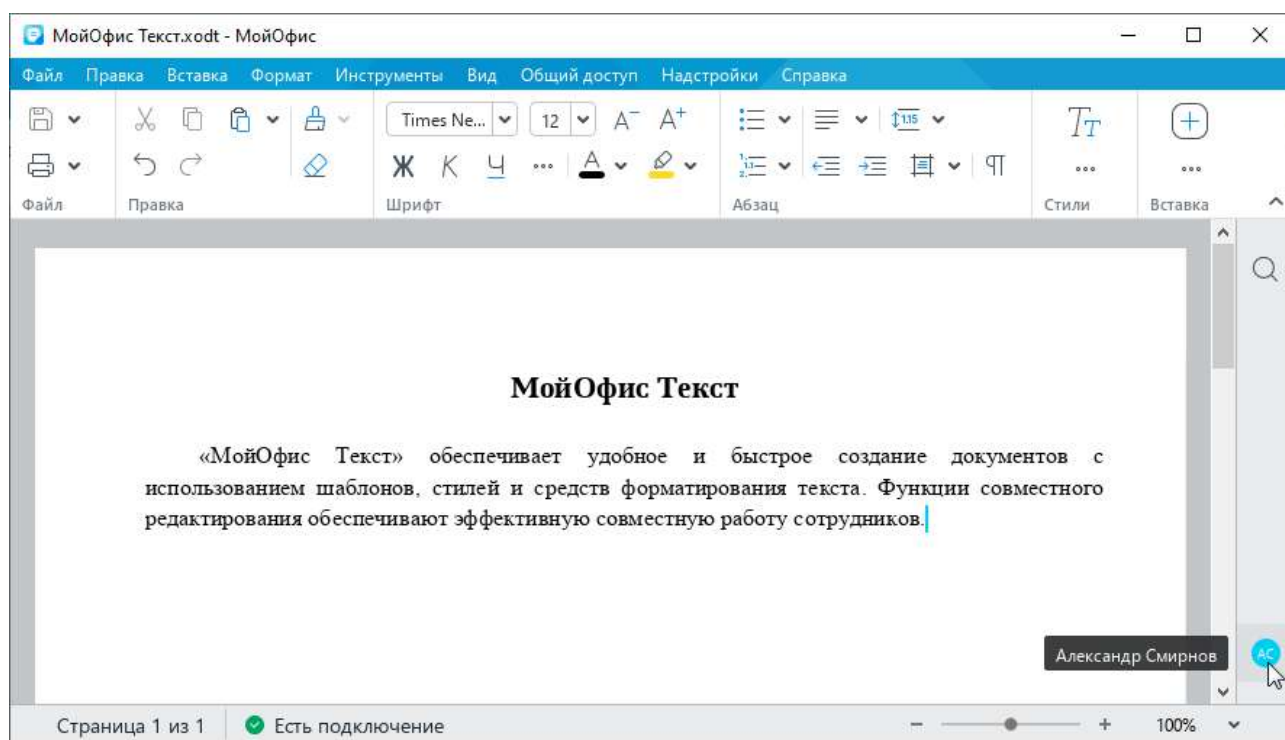 МойОфис Текст.xodt - МойОфис
Файл Правка Вставка Формат Инструменты Вид Общий доступ Надстройки Справка
Times Ne... 12 A⁻ A⁺ 1.15
Ж К Ч ... А
Файл Правка Шрифт Абзац Стили Вставка
МойОфис Текст
«МойОфис Текст» обеспечивает удобное и быстрое создание документов с
использованием шаблонов, стилей и средств форматирования текста. Функции совместного
редактирования обеспечивают эффективную совместную работу сотрудников.
Александр Смирнов АС
Страница 1 из 1 Есть подключение − + 100%